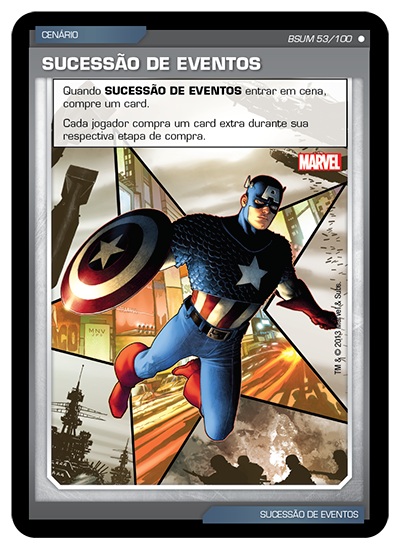 CENÁRIO
BSUM 53/100 ●
SUCESSÃO DE EVENTOS
Quando SUCESSÃO DE EVENTOS entrar em cena,
compre um card.
Cada jogador compra um card extra durante sua
respectiva etapa de compra.
MARVEL
TM & © 2013 Marvel & Subs.
MNV
SUCESSÃO DE EVENTOS